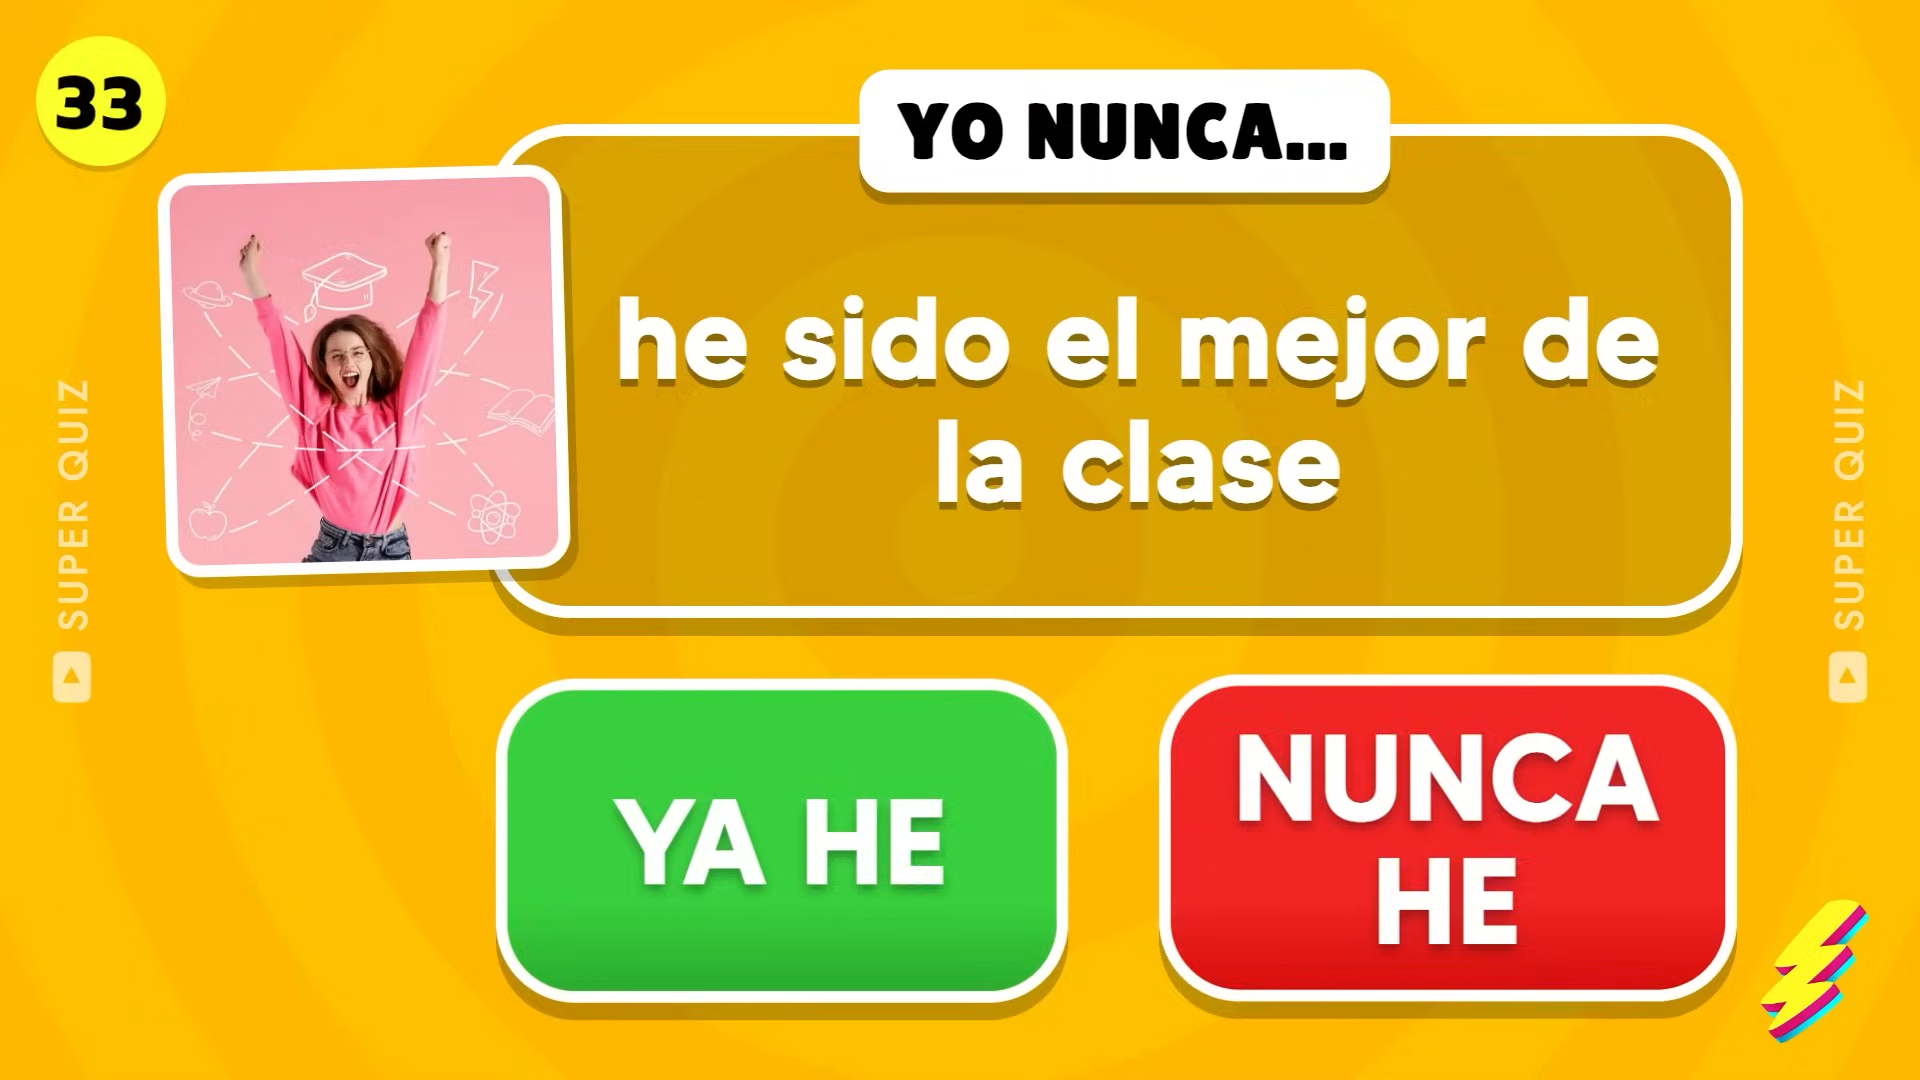 33
YO NUNCA...
he sido el mejor de
la clase
SUPER QUIZ
SUPER QUIZ
YA HE
NUNCA
HE